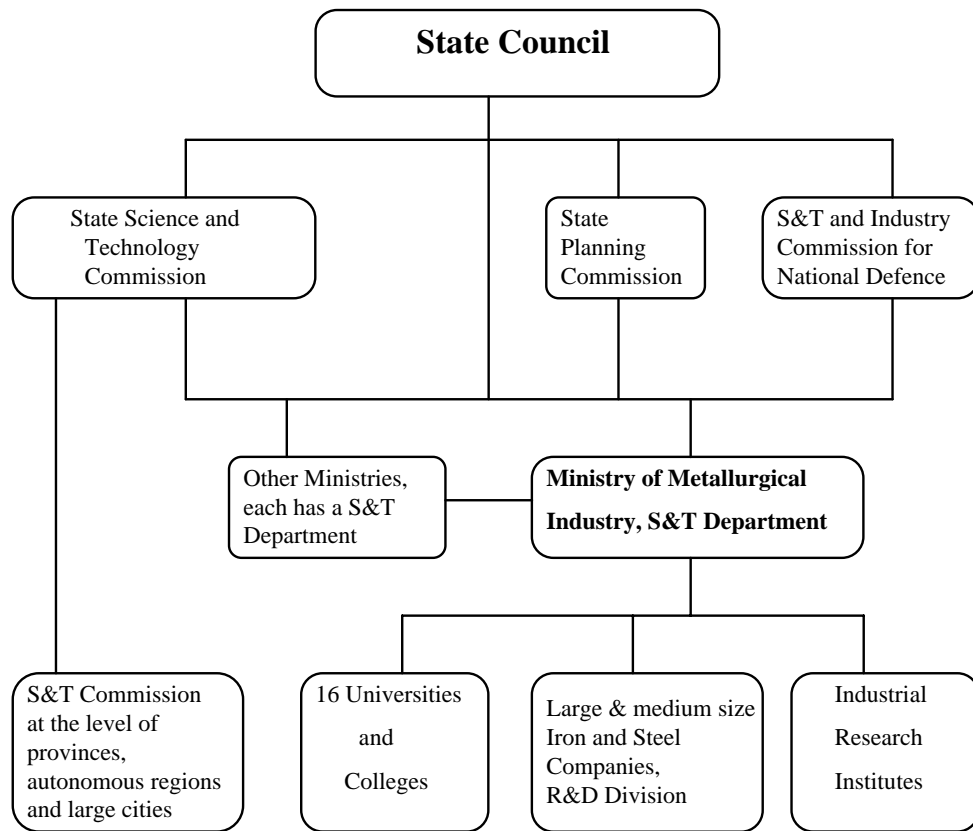 State Council
State Science and
Technology
Commission
State
Planning
Commission
S&T and Industry
Commission for
National Defence
Other Ministries,
each has a S&T
Department
Ministry of Metallurgical
Industry, S&T Department
S&T Commission
at the level of
provinces,
autonomous regions
and large cities
16 Universities
and
Colleges
Large & medium size
Iron and Steel
Companies,
R&D Division
Industrial
Research
Institutes